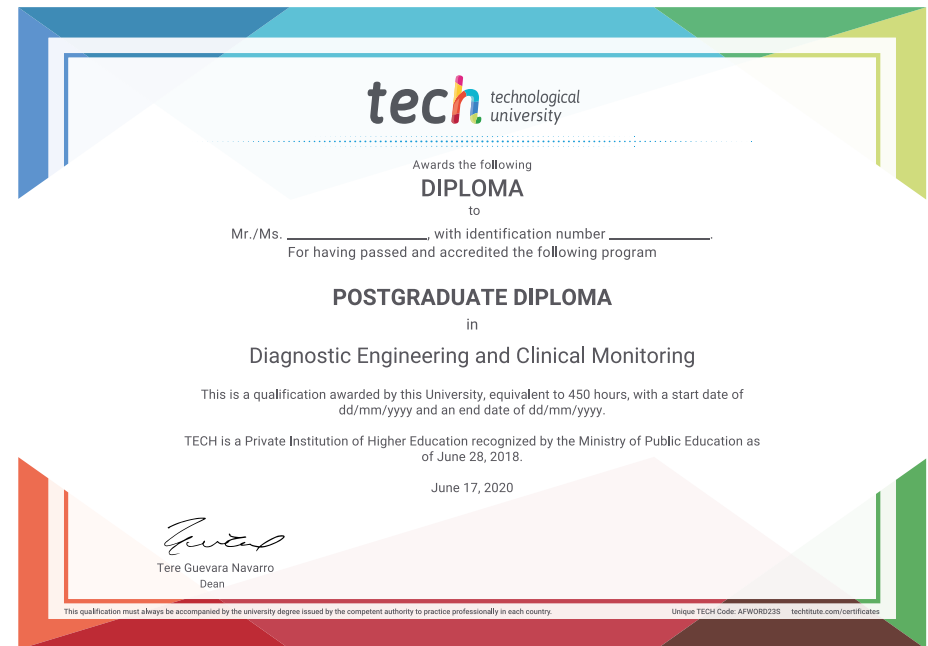 tech technological
university
Awards the following
DIPLOMA
to
Mr./Ms. ____________________, with identification number ______________.
For having passed and accredited the following program
POSTGRADUATE DIPLOMA
in
Diagnostic Engineering and Clinical Monitoring
This is a qualification awarded by this University, equivalent to 450 hours, with a start date of
dd/mm/yyyy and an end date of dd/mm/yyyy.
TECH is a Private Institution of Higher Education recognized by the Ministry of Public Education as
of June 28, 2018.
June 17, 2020
Tere Guevara Navarro
Dean
This qualification must always be accompanied by the university degree issued by the competent authority to practice professionally in each country.
Unique TECH Code: AFWORD23S techtitute.com/certificates